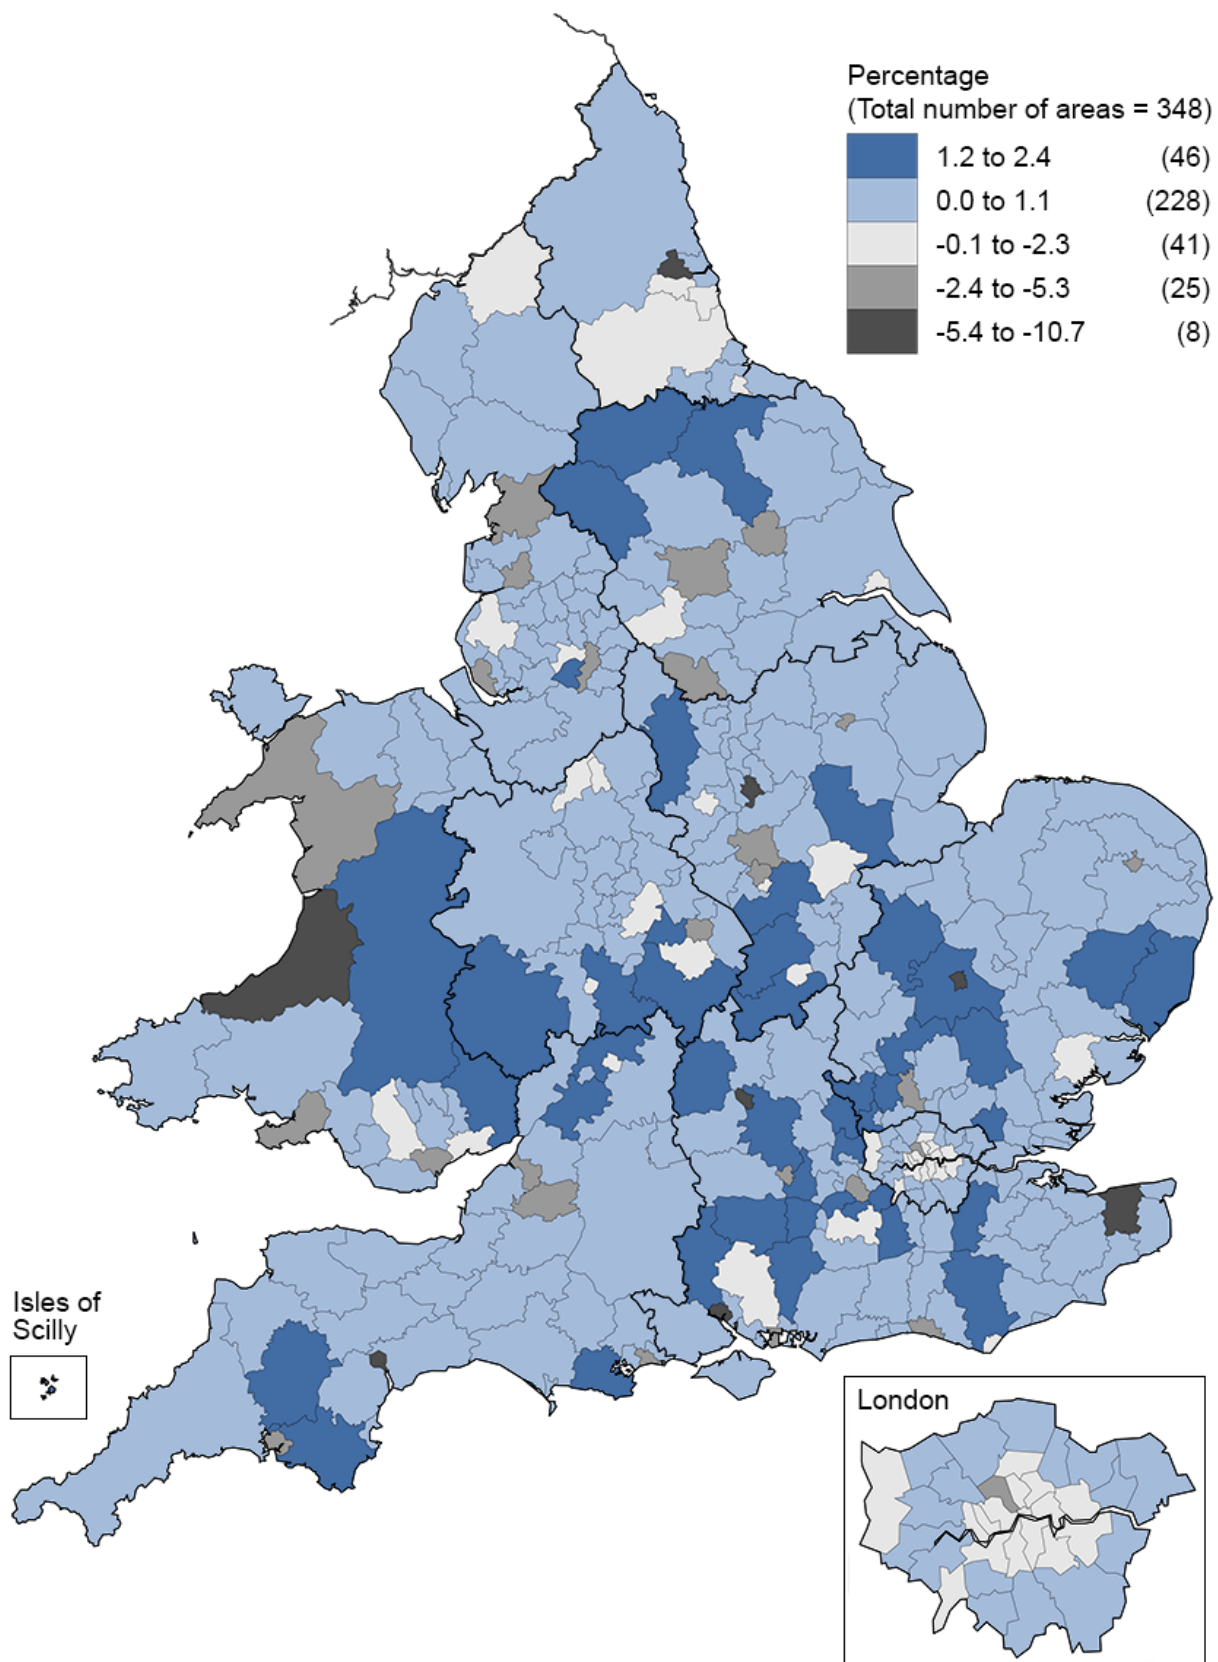 Percentage
(Total number of areas = 348)
1.2 to 2.4 (46)
0.0 to 1.1 (228)
-0.1 to -2.3 (41)
-2.4 to -5.3 (25)
-5.4 to -10.7 (8)
Isles of
Scilly
London